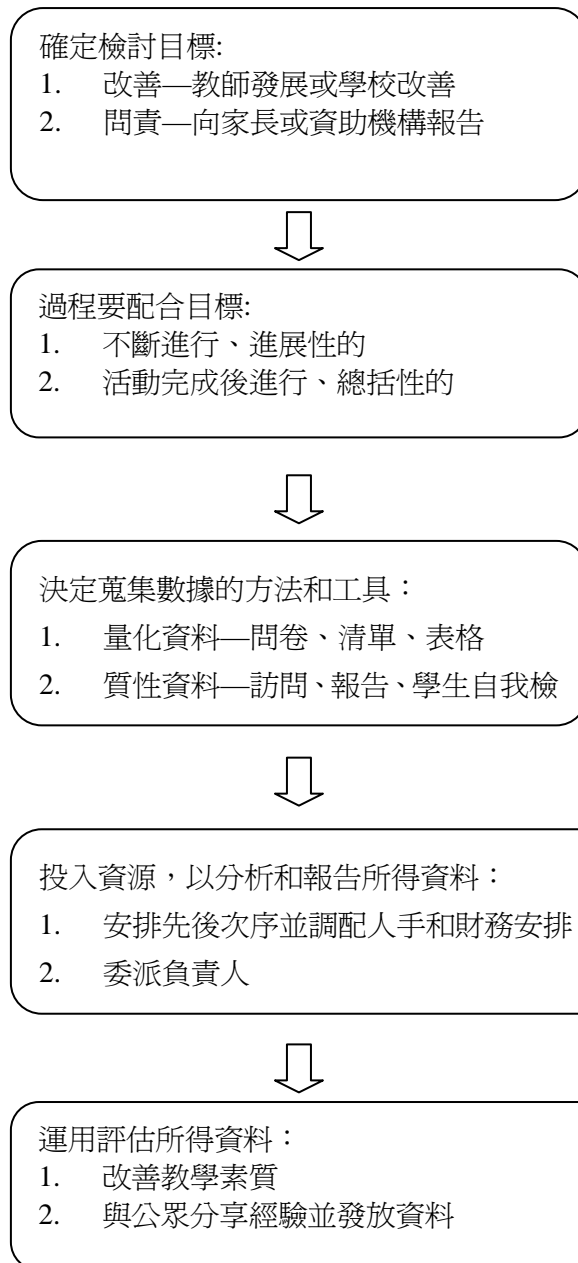 確定檢討目標:
1. 改善—教師發展或學校改善
2. 問責—向家長或資助機構報告
過程要配合目標:
1. 不斷進行、進展性的
2. 活動完成後進行、總括性的
決定蒐集數據的方法和工具：
1. 量化資料—問卷、清單、表格
2. 質性資料—訪問、報告、學生自我檢
投入資源，以分析和報告所得資料：
1. 安排先後次序並調配人手和財務安排
2. 委派負責人
運用評估所得資料：
1. 改善教學素質
2. 與公眾分享經驗並發放資料